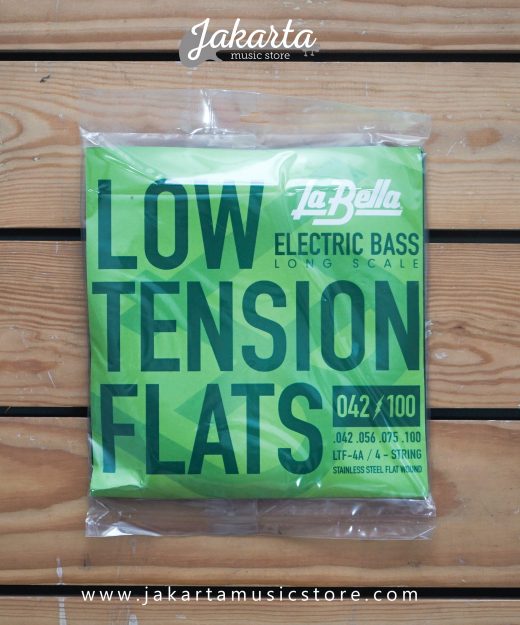 Jakarta
music store
LOW
La Bella
ELECTRIC BASS
LONG SCALE
TENSION
FLATS
042 100
.042 .056 .075 .100
LTF-4A / 4 - STRING
STAINLESS STEEL FLAT WOUND
www.jakartamusicstore.com